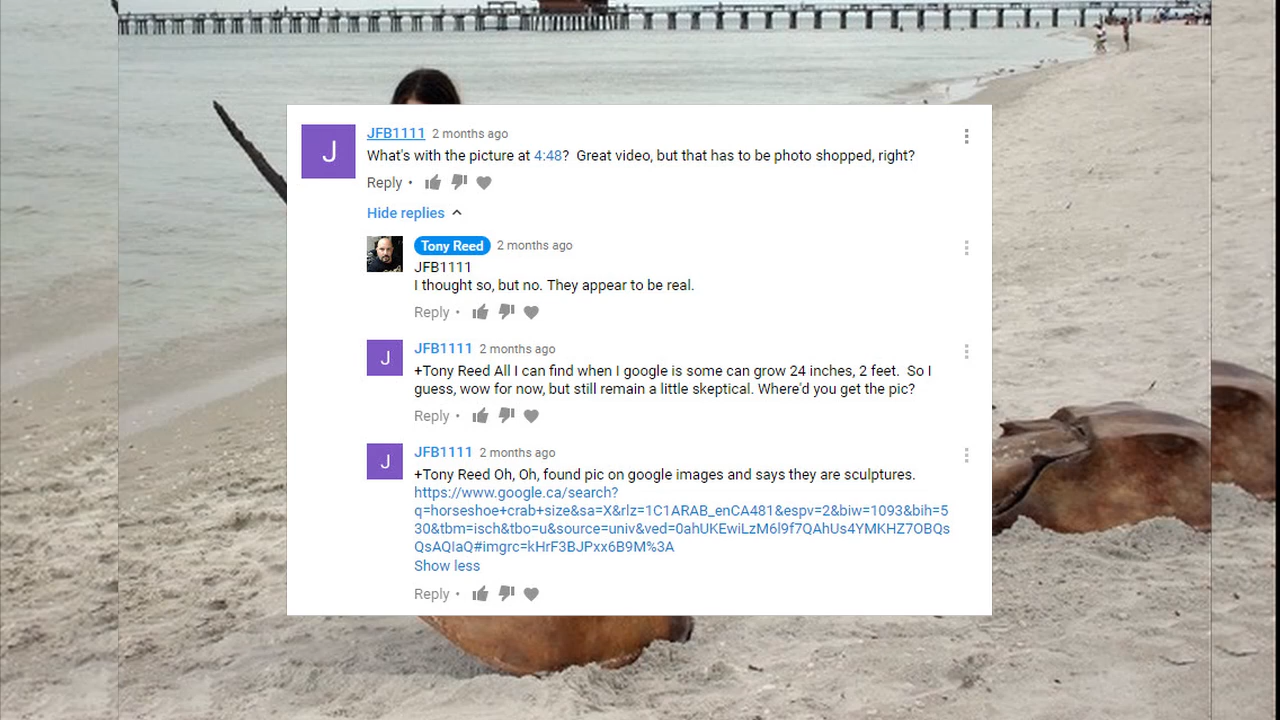 J
JFB1111 2 months ago
What's with the picture at 4:48?  Great video, but that has to be photo shopped, right?
Reply •
Hide replies
Tony Reed 2 months ago
JFB1111
I thought so, but no. They appear to be real.
Reply •
J
JFB1111 2 months ago
+Tony Reed All I can find when I google is some can grow 24 inches, 2 feet.  So I
guess, wow for now, but still remain a little skeptical. Where'd you get the pic?
Reply •
J
JFB1111 2 months ago
+Tony Reed Oh, Oh, found pic on google images and says they are sculptures.
https://www.google.ca/search?
q=horseshoe+crab+size&sa=X&rlz=1C1ARAB_enCA481&espv=2&biw=1093&bih=5
30&tbm=isch&tbo=u&source=univ&ved=0ahUKEwiLzM6l9f7QAhUs4YMKHZ7OBQs
QsAQIaQ#imgrc=kHrF3BJPxx6B9M%3A
Show less
Reply •